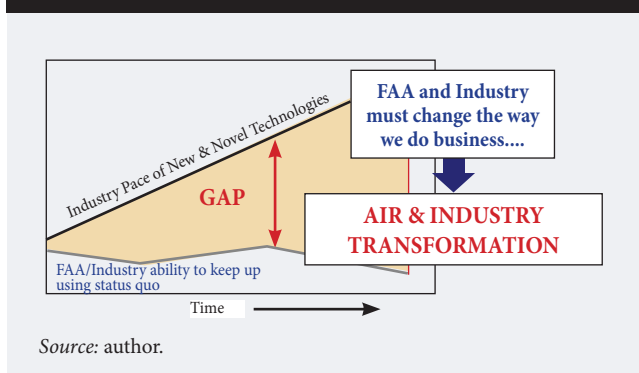 FAA and Industry
must change the way
we do business....
Industry Pace of New & Novel Technologies
GAP
AIR & INDUSTRY
TRANSFORMATION
FAA/Industry ability to keep up
using status quo
Time
Source: author.